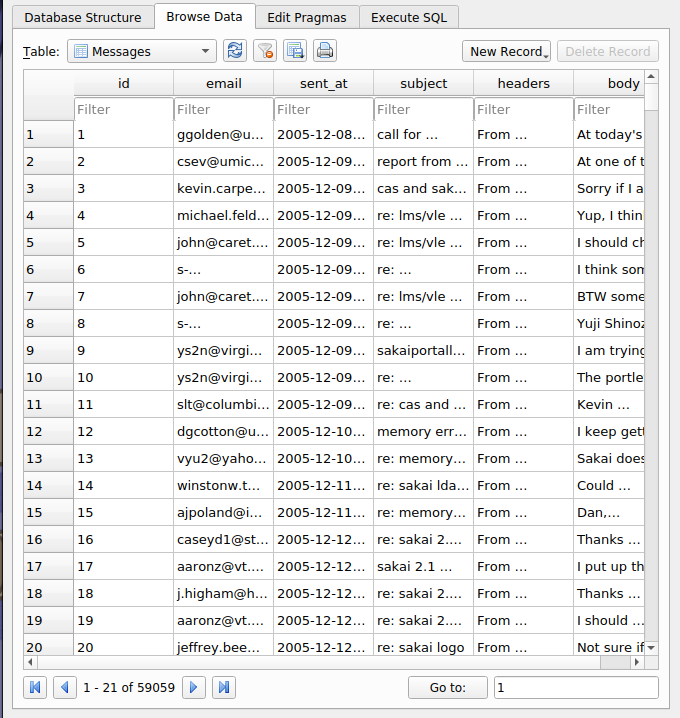 Database Structure Browse Data Edit Pragmas Execute SQL
Table: Messages New Record Delete Record
id email sent_at subject headers body
Filter Filter Filter Filter Filter Filter
1 1 ggolden@u... 2005-12-08... call for ... From ... At today's
2 2 csev@umic... 2005-12-09... report from ... From ... At one of t
3 3 kevin.carpe... 2005-12-09... cas and sak... From ... Sorry if I a
4 4 michael.feld... 2005-12-09... re: lms/vle ... From ... Yup, I thin
5 5 john@caret.... 2005-12-09... re: lms/vle ... From ... I should ch
6 6 s-... 2005-12-09... re: ... From ... I think som
7 7 john@caret.... 2005-12-09... re: lms/vle ... From ... BTW some
8 8 s-... 2005-12-09... re: ... From ... Yuji Shinoz
9 9 ys2n@virgi... 2005-12-09... sakaiportall... From ... I am trying
10 10 ys2n@virgi... 2005-12-09... re: ... From ... The portle
11 11 slt@columbi... 2005-12-09... re: cas and ... From ... Kevin ...
12 12 dgcotton@u... 2005-12-10... memory err... From ... I keep gett
13 13 vyu2@yaho... 2005-12-10... re: memory... From ... Sakai does
14 14 winstonw.t... 2005-12-11... re: sakai lda... From ... Could ...
15 15 ajpoland@i... 2005-12-11... re: memory... From ... Dan,...
16 16 caseyd1@st... 2005-12-12... re: sakai 2.... From ... Thanks ...
17 17 aaronz@vt.... 2005-12-12... sakai 2.1 ... From ... I put up th
18 18 j.higham@h... 2005-12-12... re: sakai 2.... From ... Thanks ...
19 19 aaronz@vt.... 2005-12-12... re: sakai 2.... From ... I should ...
20 20 jeffrey.bee... 2005-12-12... re: sakai logo From ... Not sure if
1 - 21 of 59059 Go to: 1